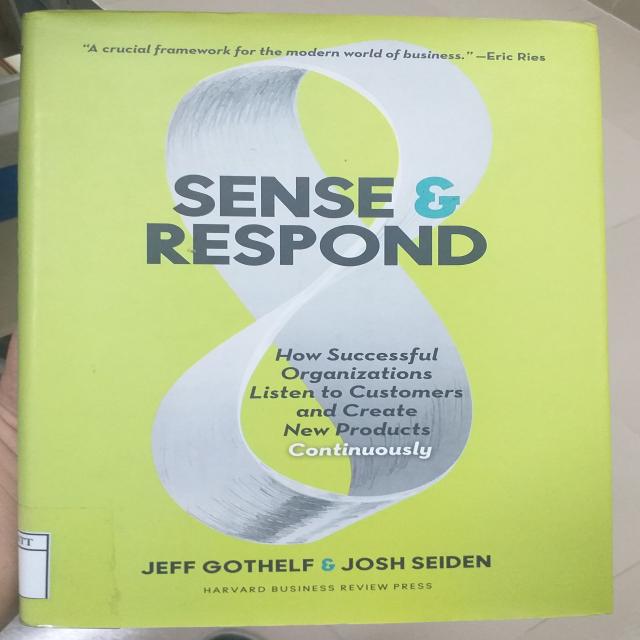 "A crucial framework for the modern world of business." —Eric Ries
SENSE &
RESPOND
How Successful
Organizations
Listen to Customers
and Create
New Products
Continuously
JEFF GOTHELF & JOSH SEIDEN
HARVARD BUSINESS REVIEW PRESS